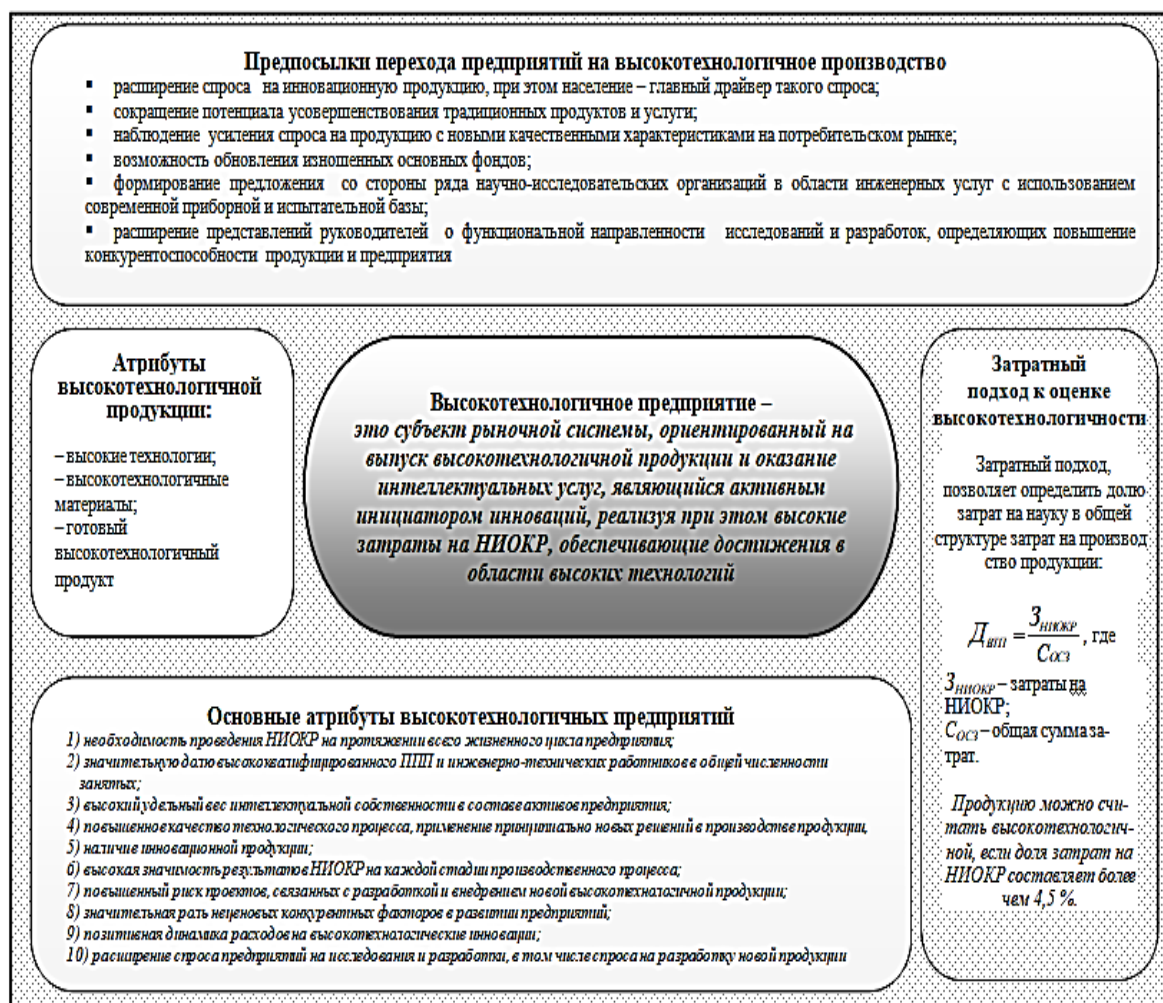 Предпосылки перехода предприятий на высокотехнологичное производство
▪ расширение спроса на инновационную продукцию, при этом население – главный драйвер такого спроса;
▪ сокращение потенциала усовершенствования традиционных продуктов и услуги;
▪ наблюдение усиления спроса на продукцию с новыми качественными характеристиками на потребительском рынке;
▪ возможность обновления изношенных основных фондов;
▪ формирование предложения со стороны ряда научно-исследовательских организаций в области инженерных услуг с использованием
современной приборной и испытательной базы;
▪ расширение представлений руководителей о функциональной направленности исследований и разработок, определяющих повышение
конкурентоспособности продукции и предприятия
Атрибуты
высокотехнологичной
продукции:
– высокие технологии;
– высокотехнологичные
материалы;
– готовый
высокотехнологичный
продукт
Высокотехнологичное предприятие –
это субъект рыночной системы, ориентированный на
выпуск высокотехнологичной продукции и оказание
интеллектуальных услуг, являющийся активным
инициатором инноваций, реализуя при этом высокие
затраты на НИОКР, обеспечивающие достижения в
области высоких технологий
Затратный
подход к оценке
высокотехнологичности
Затратный подход,
позволяет определить долю
затрат на науку в общей
структуре затрат на производ
ство продукции:
Д_ВТП = З_НИОКР / С_ОСЗ , где
З_НИОКР – затраты на
НИОКР;
С_ОСЗ – общая сумма за-
трат.
Продукцию можно счи-
тать высокотехнологич-
ной, если доля затрат на
НИОКР составляет более
чем 4,5 %.
Основные атрибуты высокотехнологичных предприятий
1) необходимость проведения НИОКР на протяжении всего жизненного цикла предприятия;
2) значительную долю высококвалифицированного ППП и инженерно-технических работников в общей численности
занятых;
3) высокий удельный вес интеллектуальной собственности в составе активов предприятия;
4) повышенное качество технологического процесса, применение принципиально новых решений в производстве продукции,
5) наличие инновационной продукции;
6) высокая значимость результатов НИОКР на каждой стадии производственного процесса;
7) повышенный риск проектов, связанных с разработкой и внедрением новой высокотехнологичной продукции;
8) значительная роль неценовых конкурентных факторов в развитии предприятий;
9) позитивная динамика расходов на высокотехнологические инновации;
10) расширение спроса предприятий на исследования и разработки, в том числе спроса на разработку новой продукции